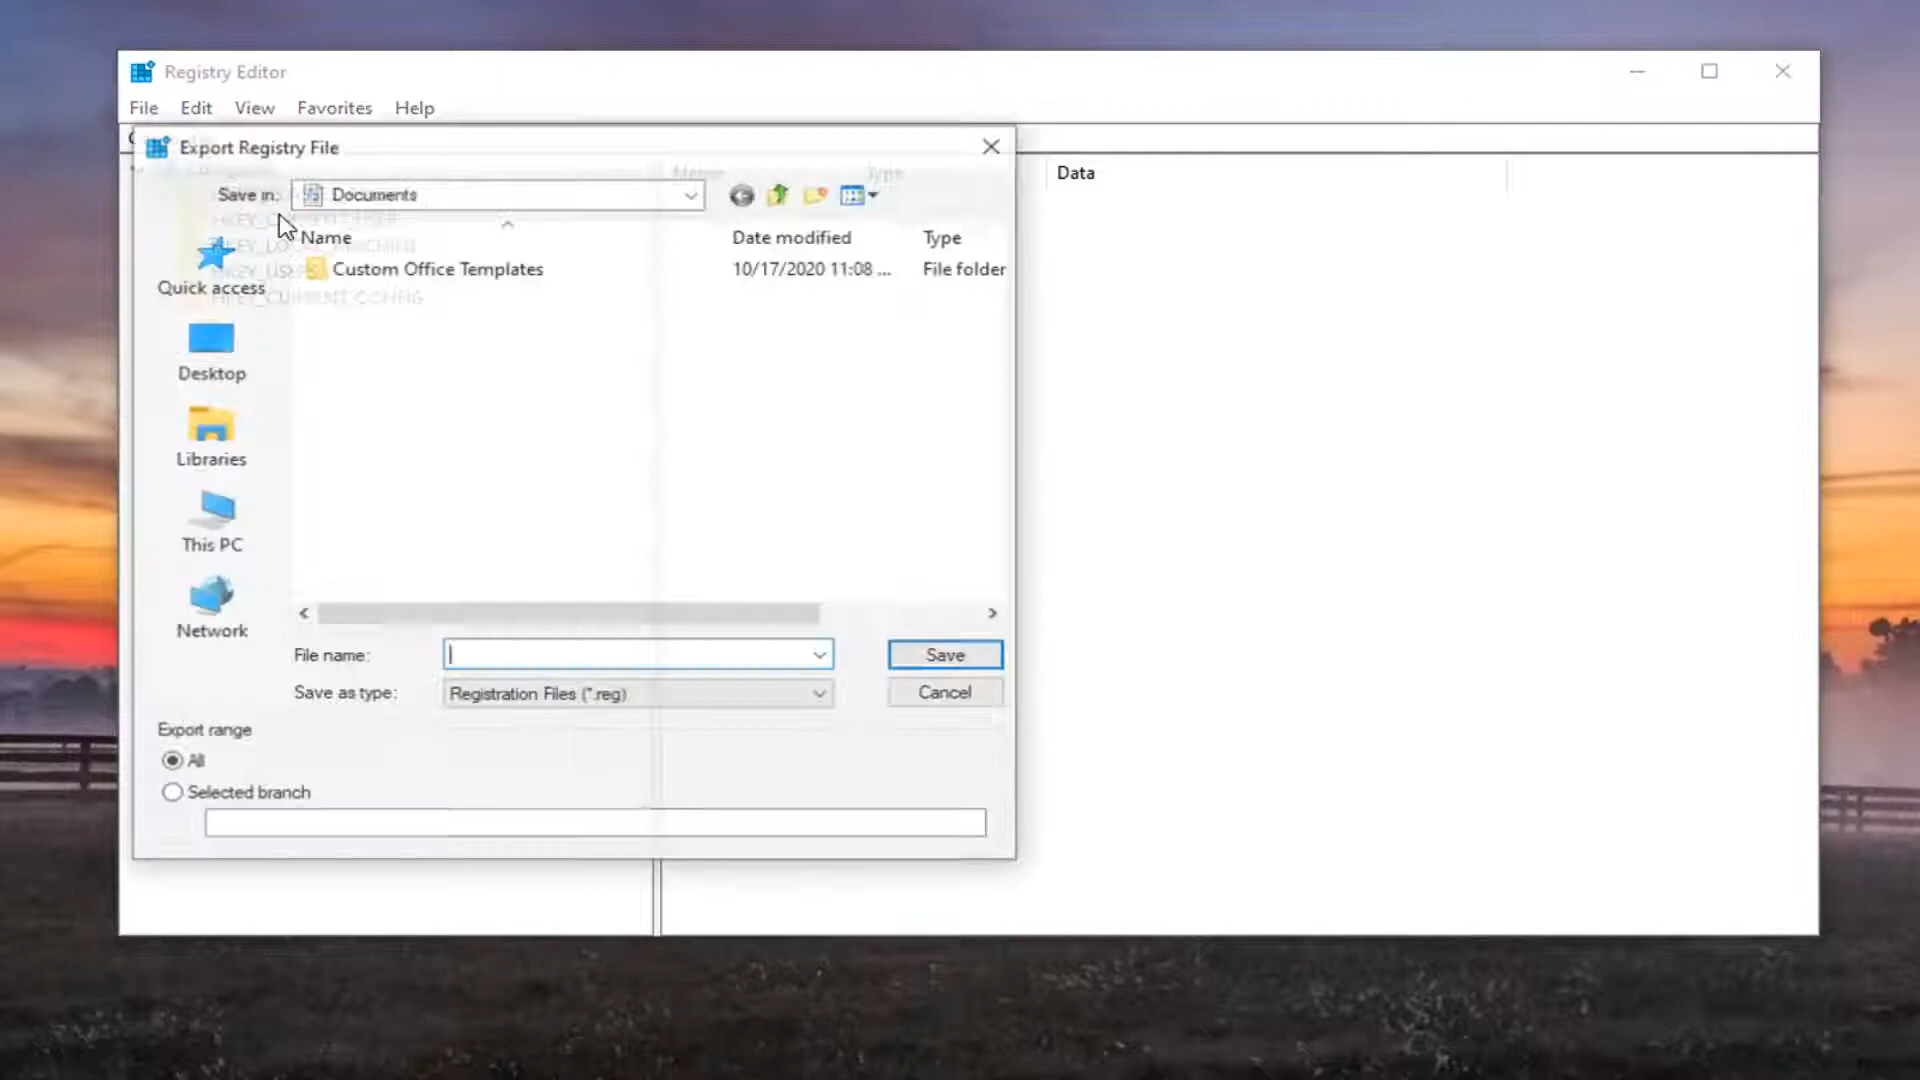 Registry Editor
File Edit View Favorites Help
Export Registry File
Save in: Documents
Data
Name Date modified Type
Custom Office Templates 10/17/2020 11:08 ... File folder
Quick access
HKEY_CURRENT_CONFIG
Desktop
Libraries
This PC
Network
File name: Save
Save as type: Registration Files (*.reg) Cancel
Export range
All
Selected branch